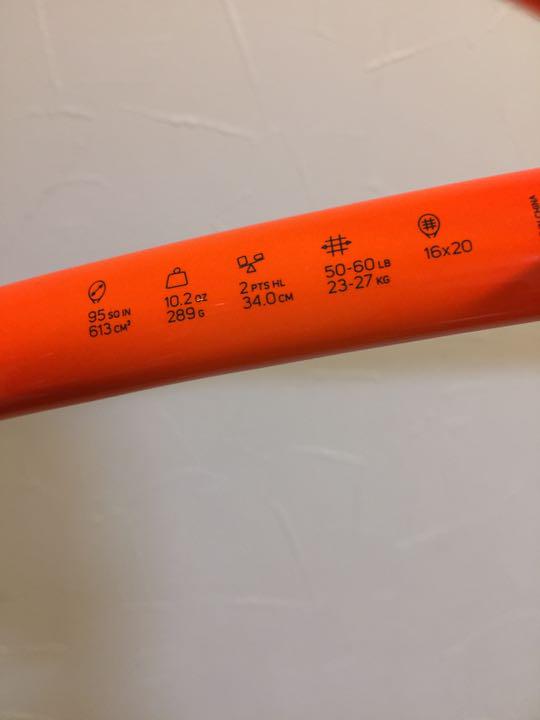 95 SQ IN
613 CM²
10.2 OZ
289 G
2 PTS HL
34.0 CM
50-60 LB
23-27 KG
16x20
CHINA